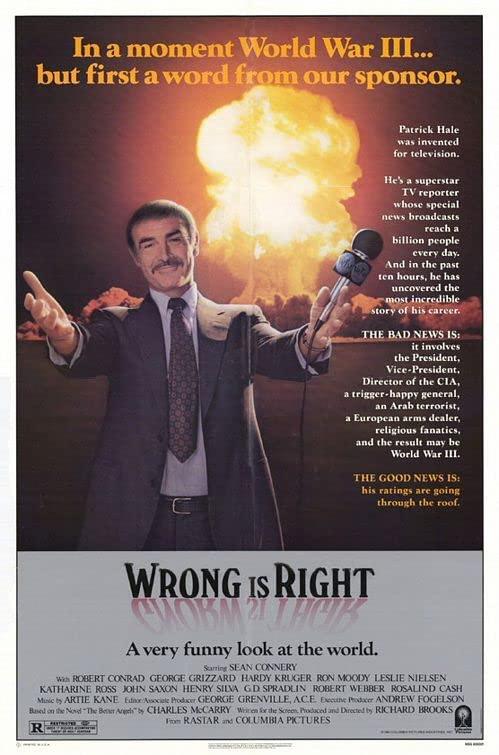 In a moment World War III...
but first a word from our sponsor.
Patrick Hale
was invented
for television.
He's a superstar
TV reporter
whose special
news broadcasts
reach a
billion people
every day.
And in the past
ten hours, he has
uncovered the
most incredible
story of his career.
THE BAD NEWS IS:
it involves
the President,
Vice-President,
Director of the CIA,
a trigger-happy general,
an Arab terrorist,
a European arms dealer,
religious fanatics,
and the result may be
World War III.
THE GOOD NEWS IS:
his ratings are going
through the roof.
WRONG IS RIGHT
A very funny look at the world.
Starring SEAN CONNERY
With ROBERT CONRAD GEORGE GRIZZARD HARDY KRUGER RON MOODY LESLIE NIELSEN
KATHARINE ROSS JOHN SAXON HENRY SILVA G.D. SPRADLIN ROBERT WEBBER ROSALIND CASH
Music by ARTIE KANE Editor/Associate Producer GEORGE GRENVILLE, A.C.E. Executive Producer ANDREW FOGELSON
Based on the Novel "The Better Angels" by CHARLES McCARRY Written for the Screen, Produced and Directed by RICHARD BROOKS
From RASTAR and COLUMBIA PICTURES
R RESTRICTED
Columbia
Pictures